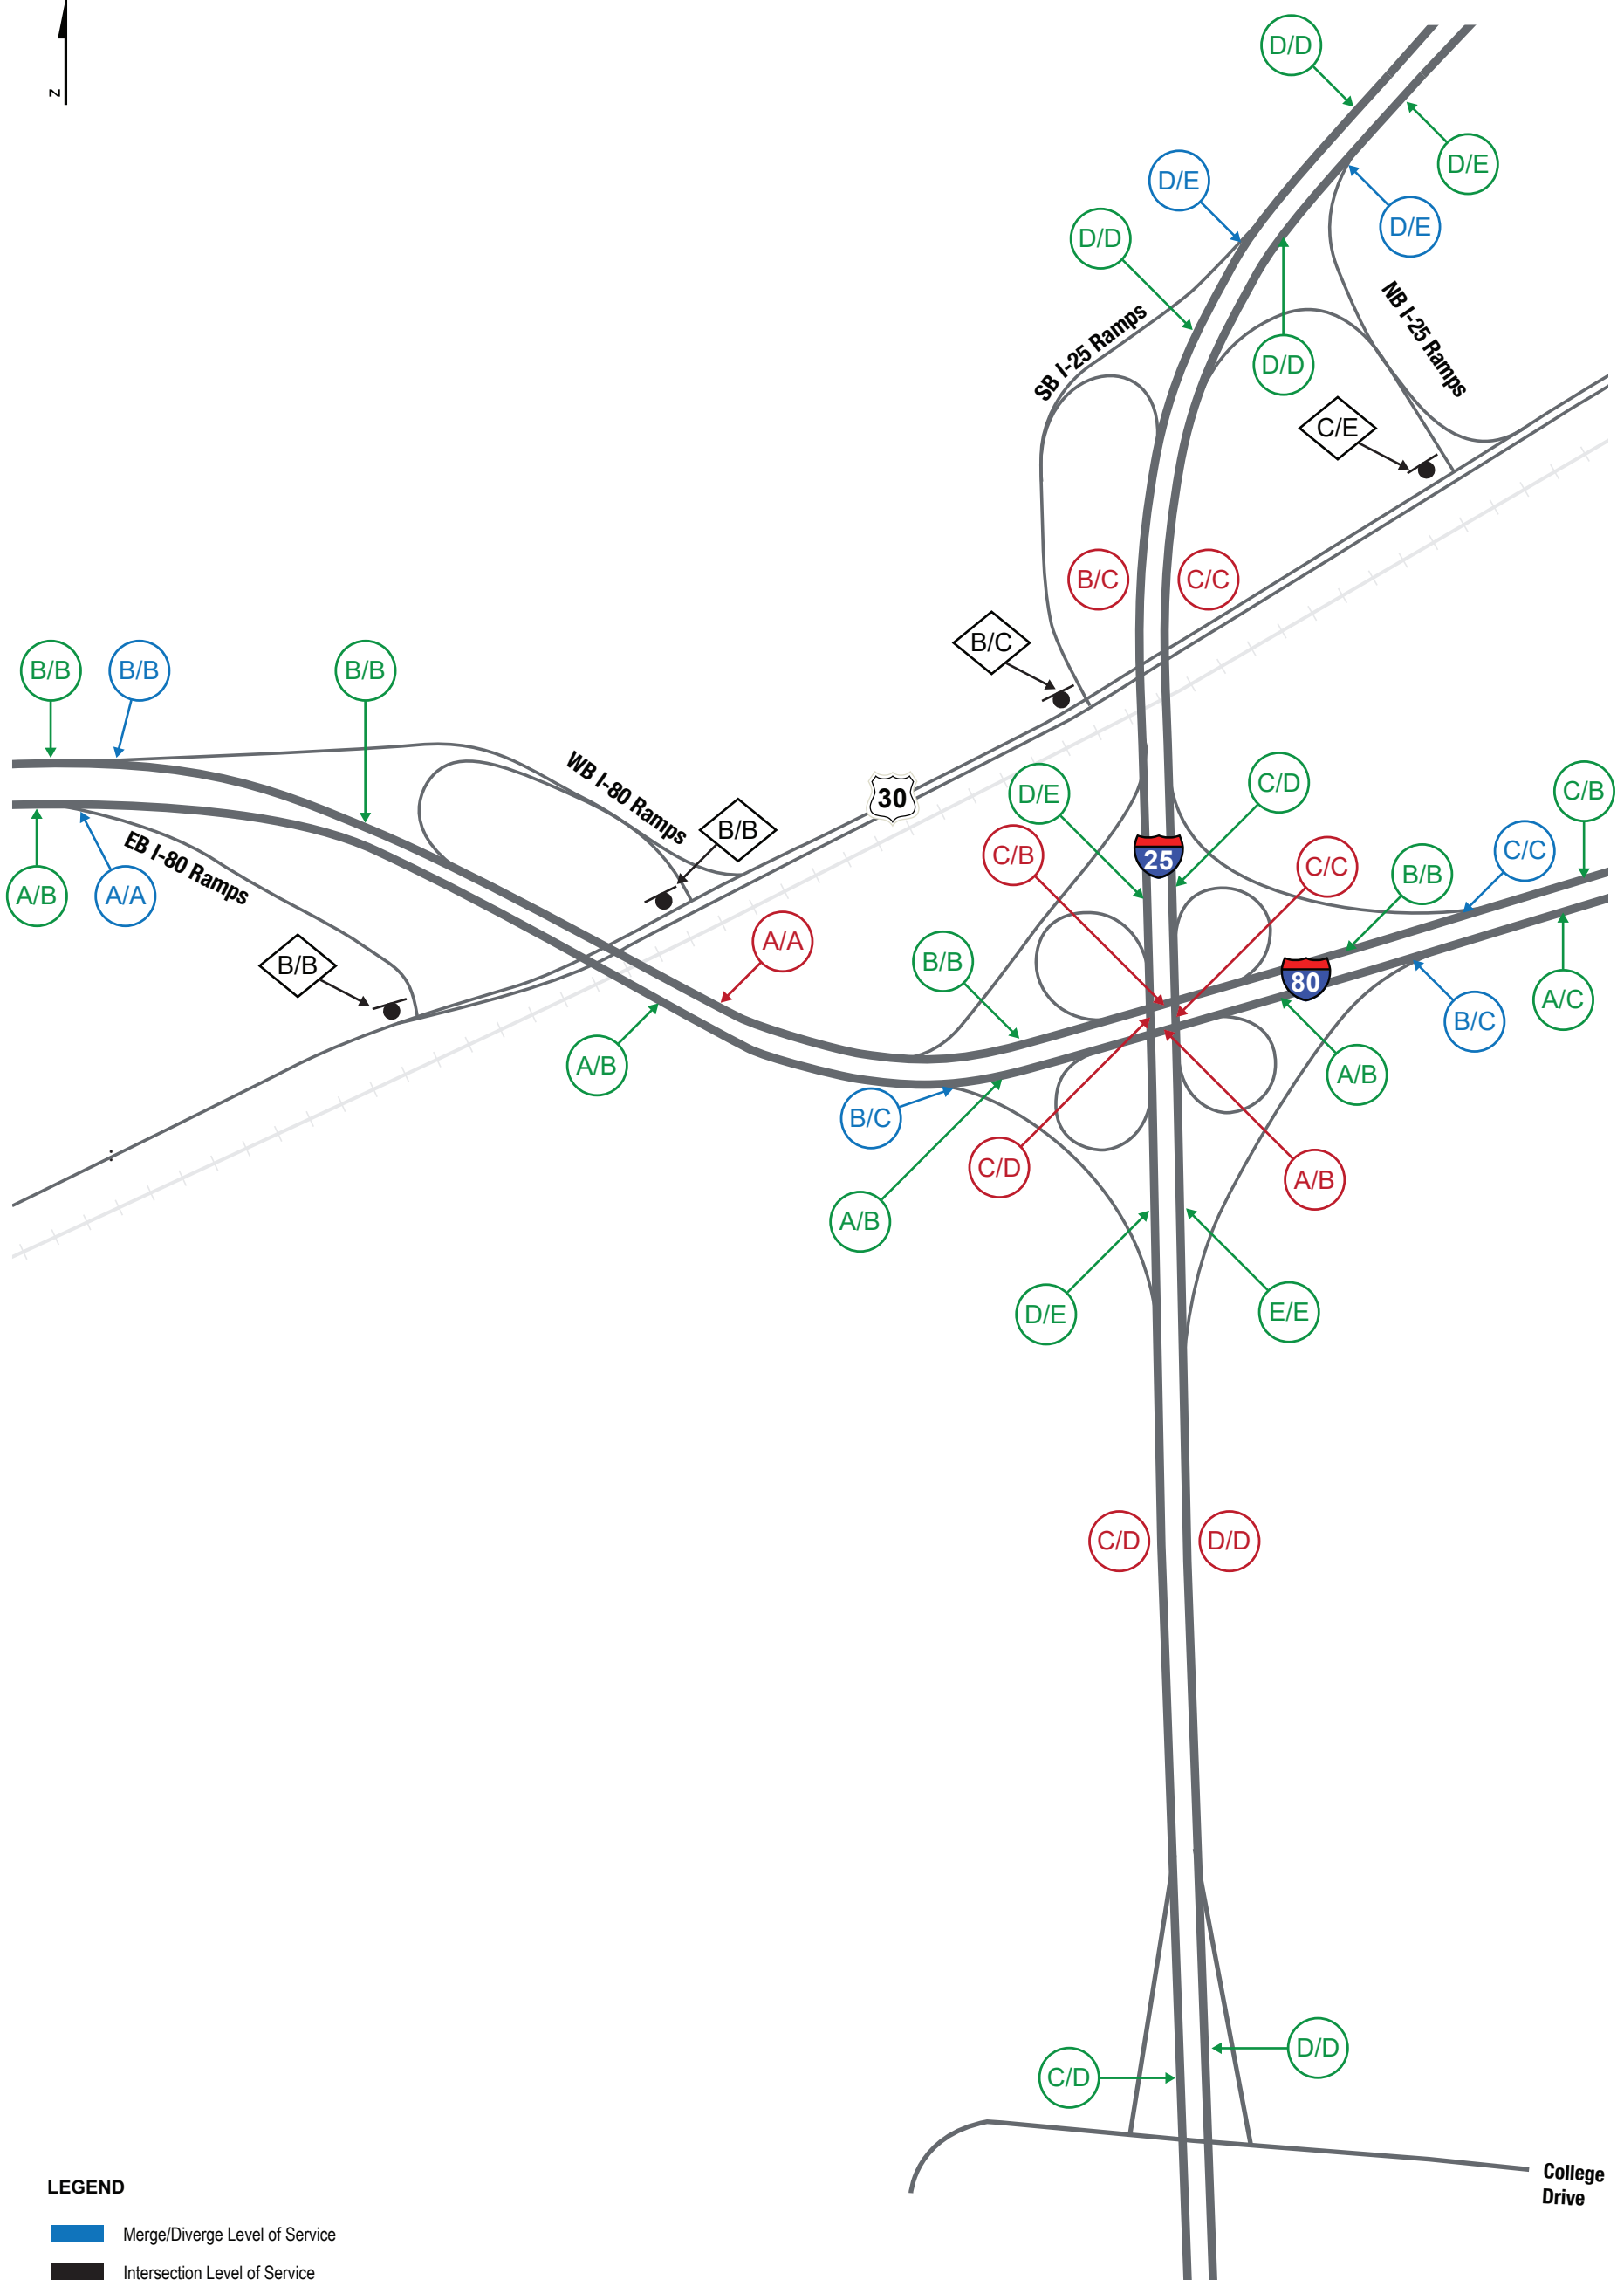 N
D/D
D/E
D/E
D/E
D/D
D/D
SB I-25 Ramps
NB I-25 Ramps
C/E
B/C
C/C
B/C
B/B
B/B
B/B
WB I-80 Ramps
30
D/E
C/D
C/B
B/B
C/B
25
C/C
C/C
B/B
EB I-80 Ramps
A/B
A/A
A/A
B/B
B/B
80
A/C
B/C
A/B
A/B
B/C
C/D
A/B
A/B
D/E
E/E
C/D
D/D
D/D
C/D
College
Drive
LEGEND
Merge/Diverge Level of Service
Intersection Level of Service